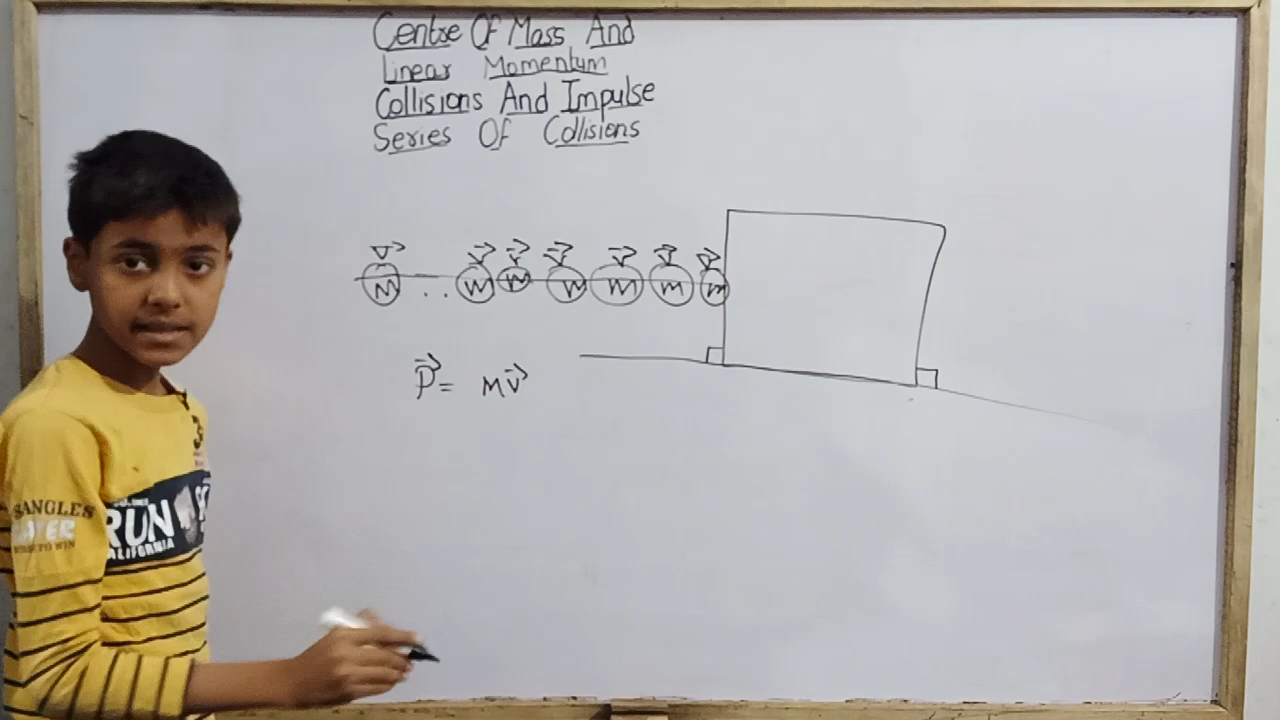 Centre Of Mass And
Linear Momentum
Collisions And Impulse
Series Of Collisions
V V V V V V V
M .. M M M M m m
P = MV
RUN
CALIFORNIA